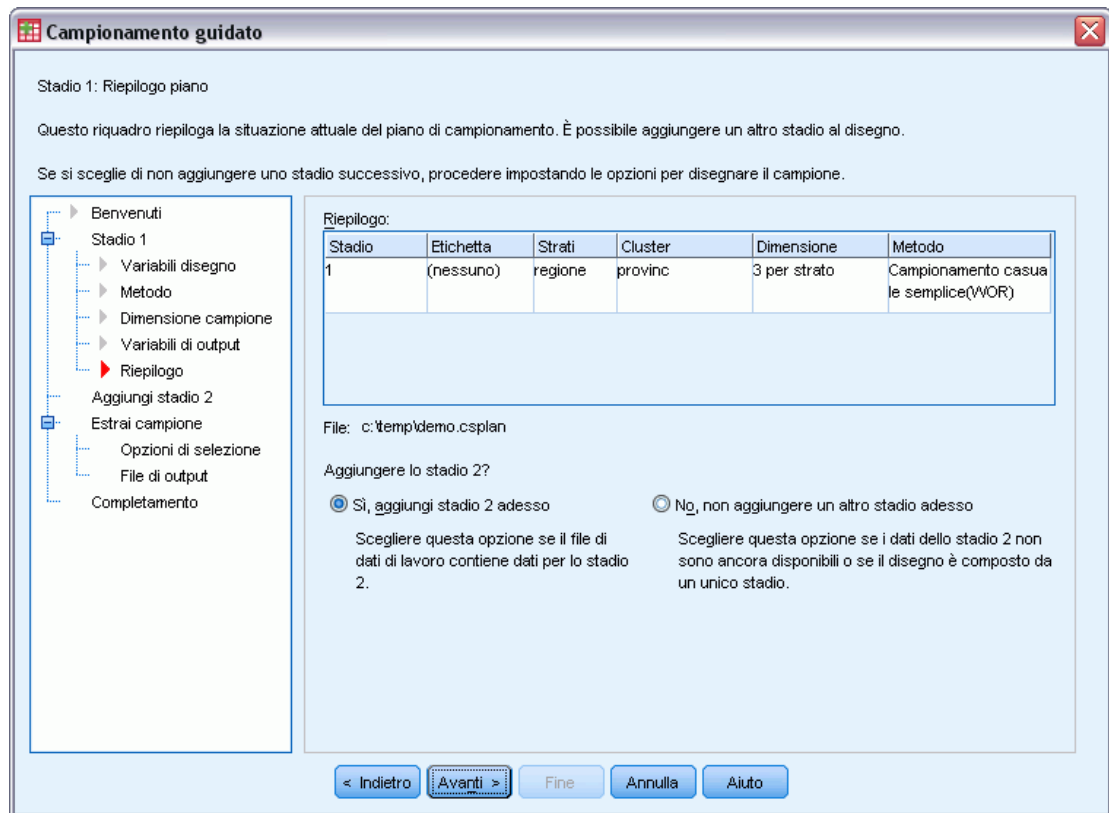 Campionamento guidato
Stadio 1: Riepilogo piano
Questo riquadro riepiloga la situazione attuale del piano di campionamento. È possibile aggiungere un altro stadio al disegno.
Se si sceglie di non aggiungere uno stadio successivo, procedere impostando le opzioni per disegnare il campione.
Benvenuti
Stadio 1
Variabili disegno
Metodo
Dimensione campione
Variabili di output
Riepilogo
Aggiungi stadio 2
Estrai campione
Opzioni di selezione
File di output
Completamento
Riepilogo:
Stadio Etichetta Strati Cluster Dimensione Metodo
1 (nessuno) regione provinc 3 per strato Campionamento casua
le semplice(WOR)
File: c:\temp\demo.csplan
Aggiungere lo stadio 2?
Sì, aggiungi stadio 2 adesso
Scegliere questa opzione se il file di
dati di lavoro contiene dati per lo stadio
2.
No, non aggiungere un altro stadio adesso
Scegliere questa opzione se i dati dello stadio 2 non
sono ancora disponibili o se il disegno è composto da
un unico stadio.
< Indietro Avanti > Fine Annulla Aiuto